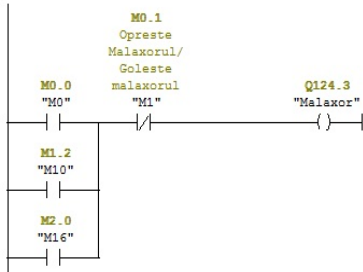 M0.1
Opreste
Malaxorul/
Goleste
malaxorul
"M1"
M0.0
"M0"
Q124.3
"Malaxor"
M1.2
"M10"
M2.0
"M16"